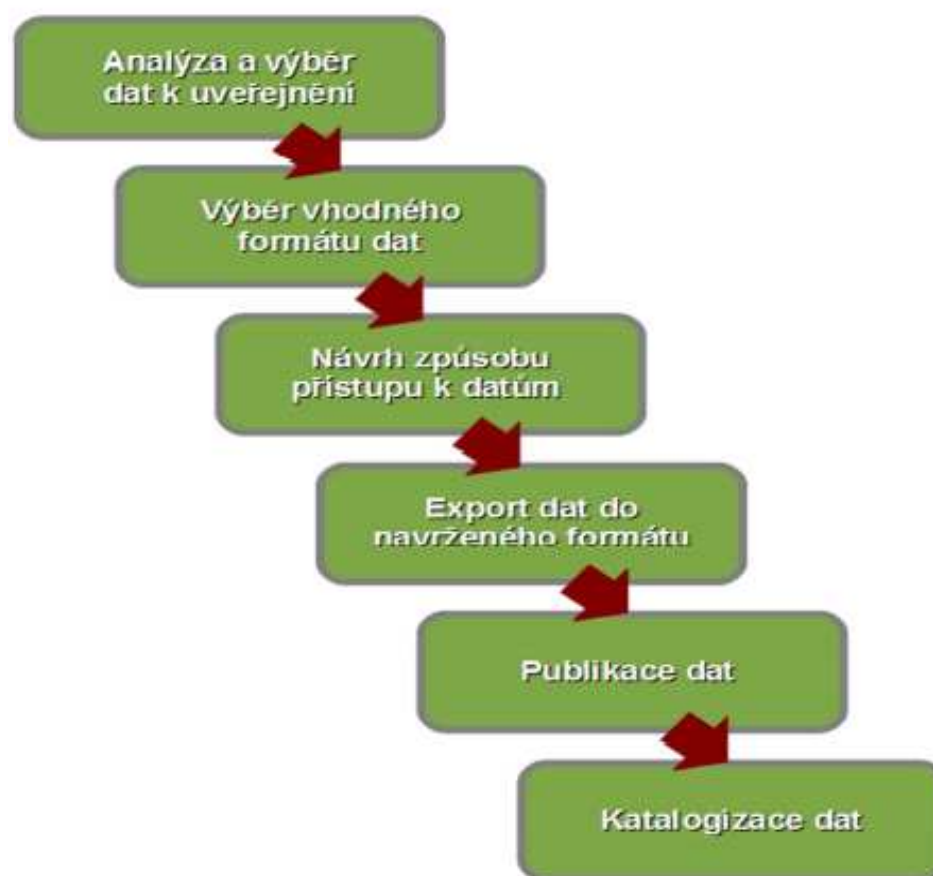 Analýza a výběr
dat k uveřejnění
Výběr vhodného
formátu dat
Návrh způsobu
přístupu k datům
Export dat do
navrženého formátu
Publikace dat
Katalogizace dat